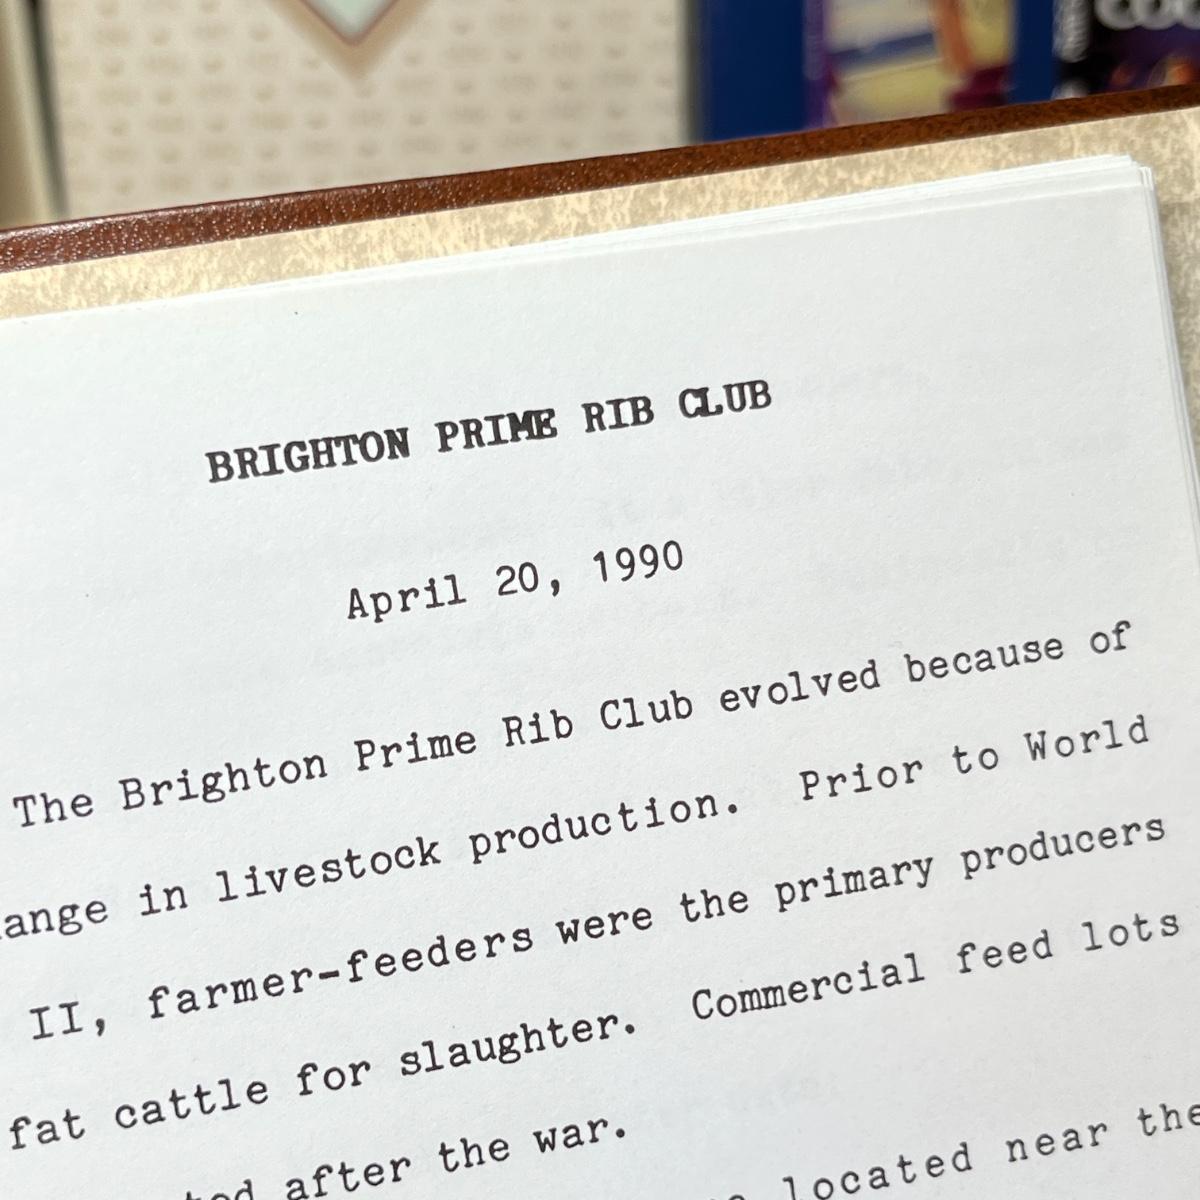 BRIGHTON PRIME RIB CLUB
April 20, 1990
The Brighton Prime Rib Club evolved because of
in livestock production. Prior to World
II, farmer-feeders were the primary producers
fat cattle for slaughter. Commercial feed lots
after the war.
located near the